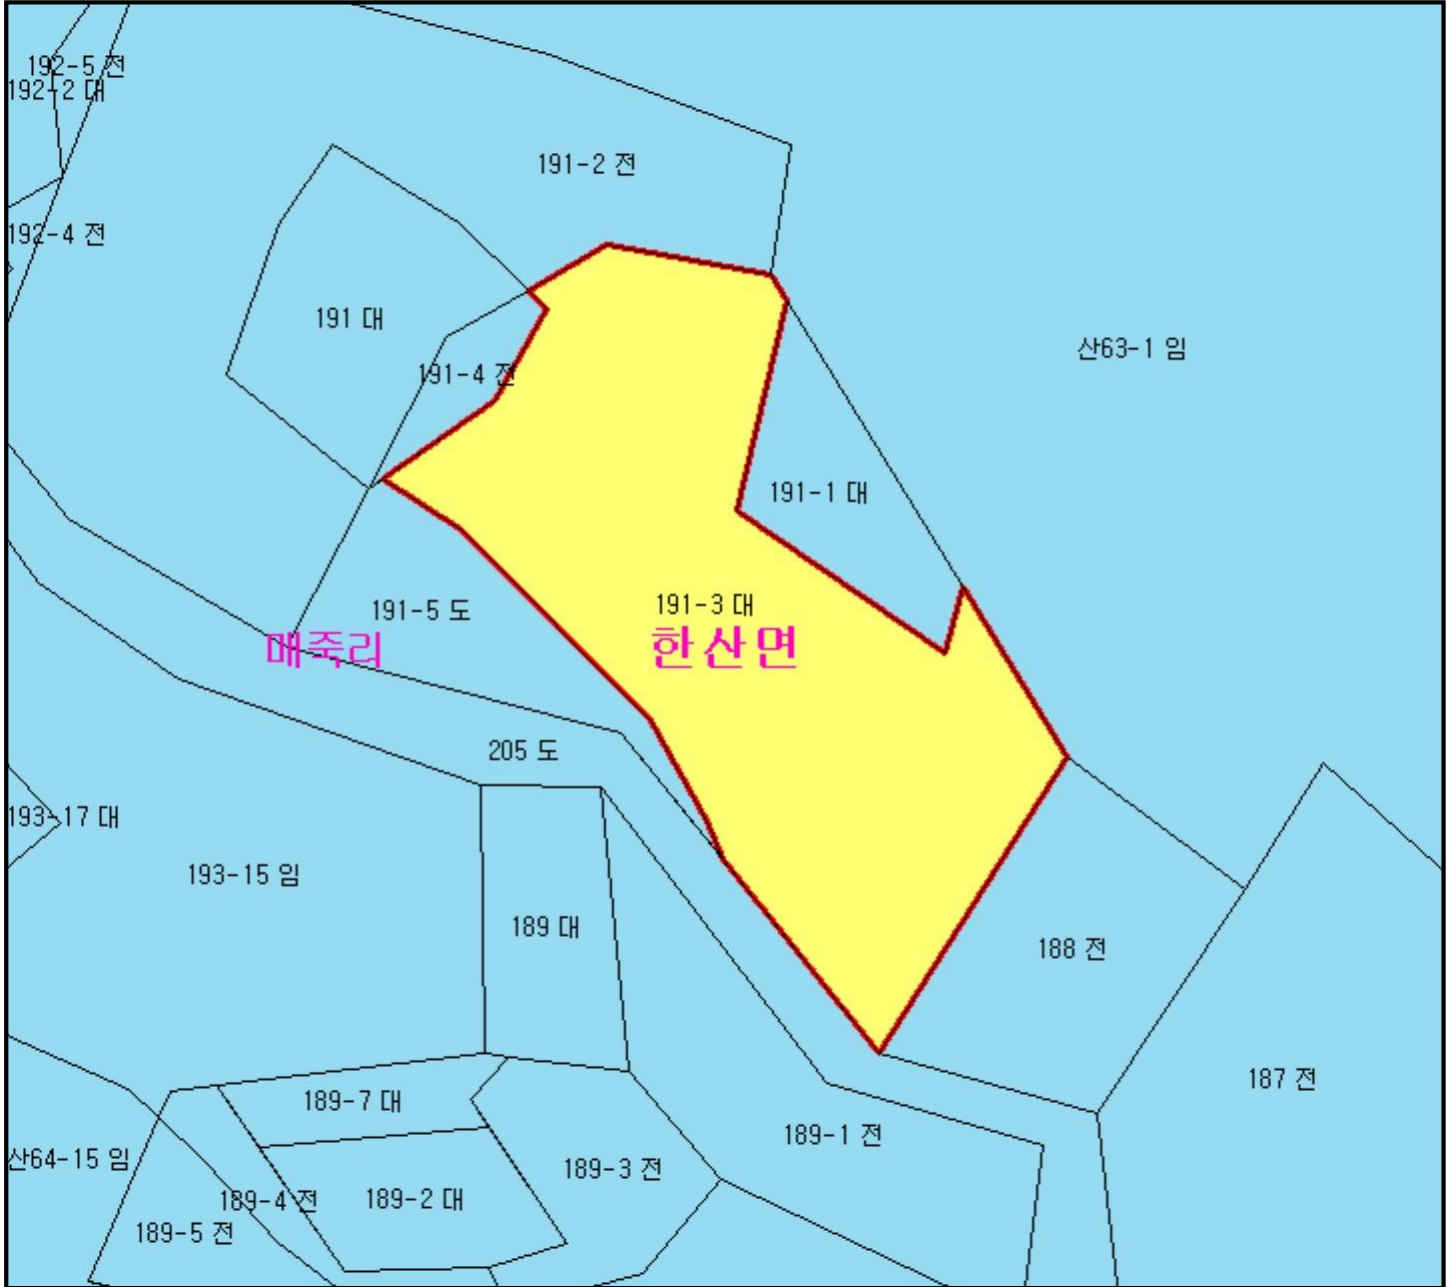 192-5 전
192-2 대
191-2 전
192-4 전
191 대
산63-1 임
191-4 전
191-1 대
191-3 대
191-5 도
매죽리
한산면
205 도
193-17 대
193-15 임
189 대
188 전
187 전
189-7 대
189-1 전
산64-15 임
189-3 전
189-4 전
189-2 대
189-5 전